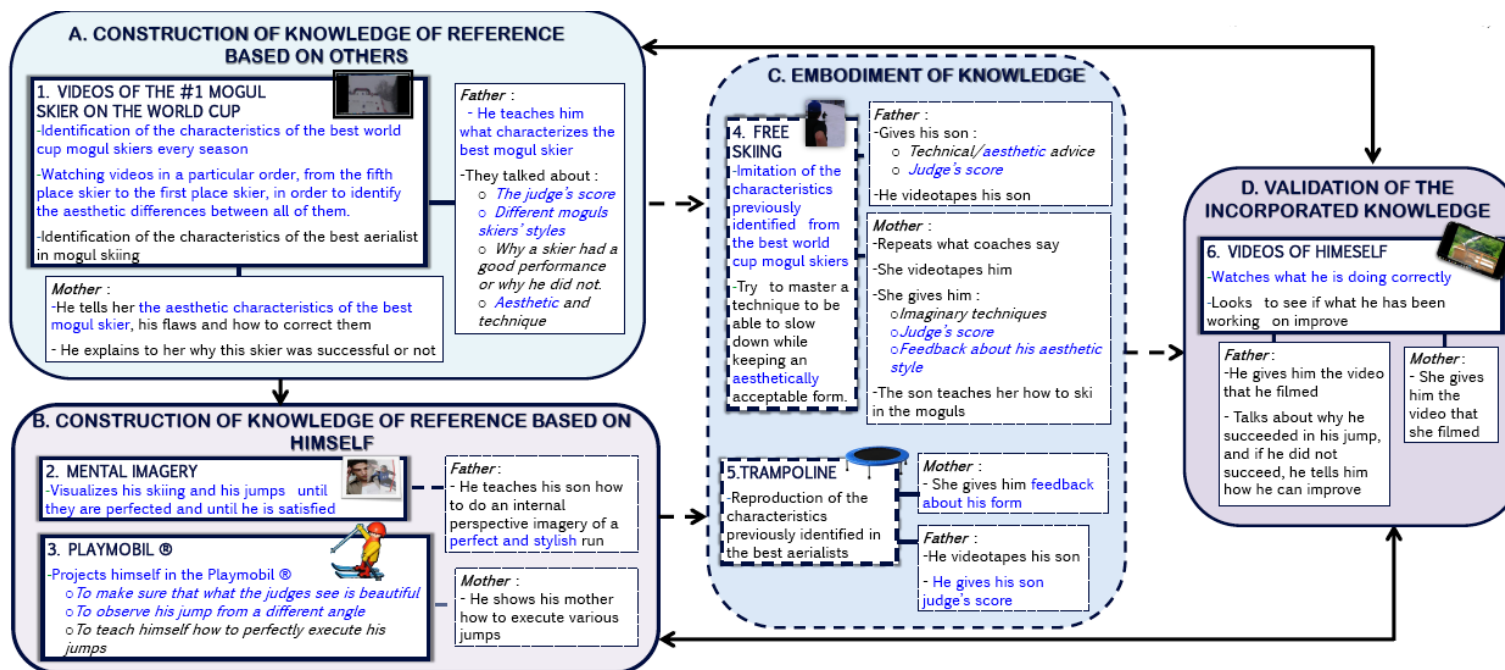 A. CONSTRUCTION OF KNOWLEDGE OF REFERENCE
BASED ON OTHERS
1. VIDEOS OF THE #1 MOGUL
SKIER ON THE WORLD CUP
-Identification of the characteristics of the best world
cup mogul skiers every season
-Watching videos in a particular order, from the fifth
place skier to the first place skier, in order to identify
the aesthetic differences between all of them.
-Identification of the characteristics of the best aerialist
in mogul skiing
Father :
- He teaches him
what characterizes the
best mogul skier
-They talked about :
o The judge's score
o Different moguls
skiers' styles
o Why a skier had a
good performance
or why he did not.
o Aesthetic and
technique
Mother :
-He tells her the aesthetic characteristics of the best
mogul skier, his flaws and how to correct them
- He explains to her why this skier was successful or not
B. CONSTRUCTION OF KNOWLEDGE OF REFERENCE BASED ON
HIMSELF
2. MENTAL IMAGERY
-Visualizes his skiing and his jumps until
they are perfected and until he is satisfied
Father :
- He teaches his son how
to do an internal
perspective imagery of a
perfect and stylish run
3. PLAYMOBIL ®
-Projects himself in the Playmobil ®
o To make sure that what the judges see is beautiful
o To observe his jump from a different angle
o To teach himself how to perfectly execute his
jumps
Mother :
- He shows his mother
how to execute various
jumps
C. EMBODIMENT OF KNOWLEDGE
4. FREE
SKIING
-Imitation of the
characteristics
previously
identified from
the best world
cup mogul skiers
-Try to master a
technique to be
able to slow
down while
keeping an
aesthetically
acceptable form.
Father :
-Gives his son :
o Technical/aesthetic advice
o Judge's score
-He videotapes his son
Mother :
-Repeats what coaches say
-She videotapes him
-She gives him :
oImaginary techniques
oJudge's score
oFeedback about his aesthetic
style
-The son teaches her how to ski
in the moguls
5.TRAMPOLINE
-Reproduction of the
characteristics
previously identified in
the best aerialists
Mother :
- She gives him feedback
about his form
Father :
-He videotapes his son
- He gives his son
judge's score
D. VALIDATION OF THE
INCORPORATED KNOWLEDGE
6. VIDEOS OF HIMESELF
-Watches what he is doing correctly
-Looks to see if what he has been
working on improve
Father :
-He gives him the video
that he filmed
- Talks about why he
succeeded in his jump,
and if he did not
succeed, he tells him
how he can improve
Mother :
- She gives
him the video
that she filmed